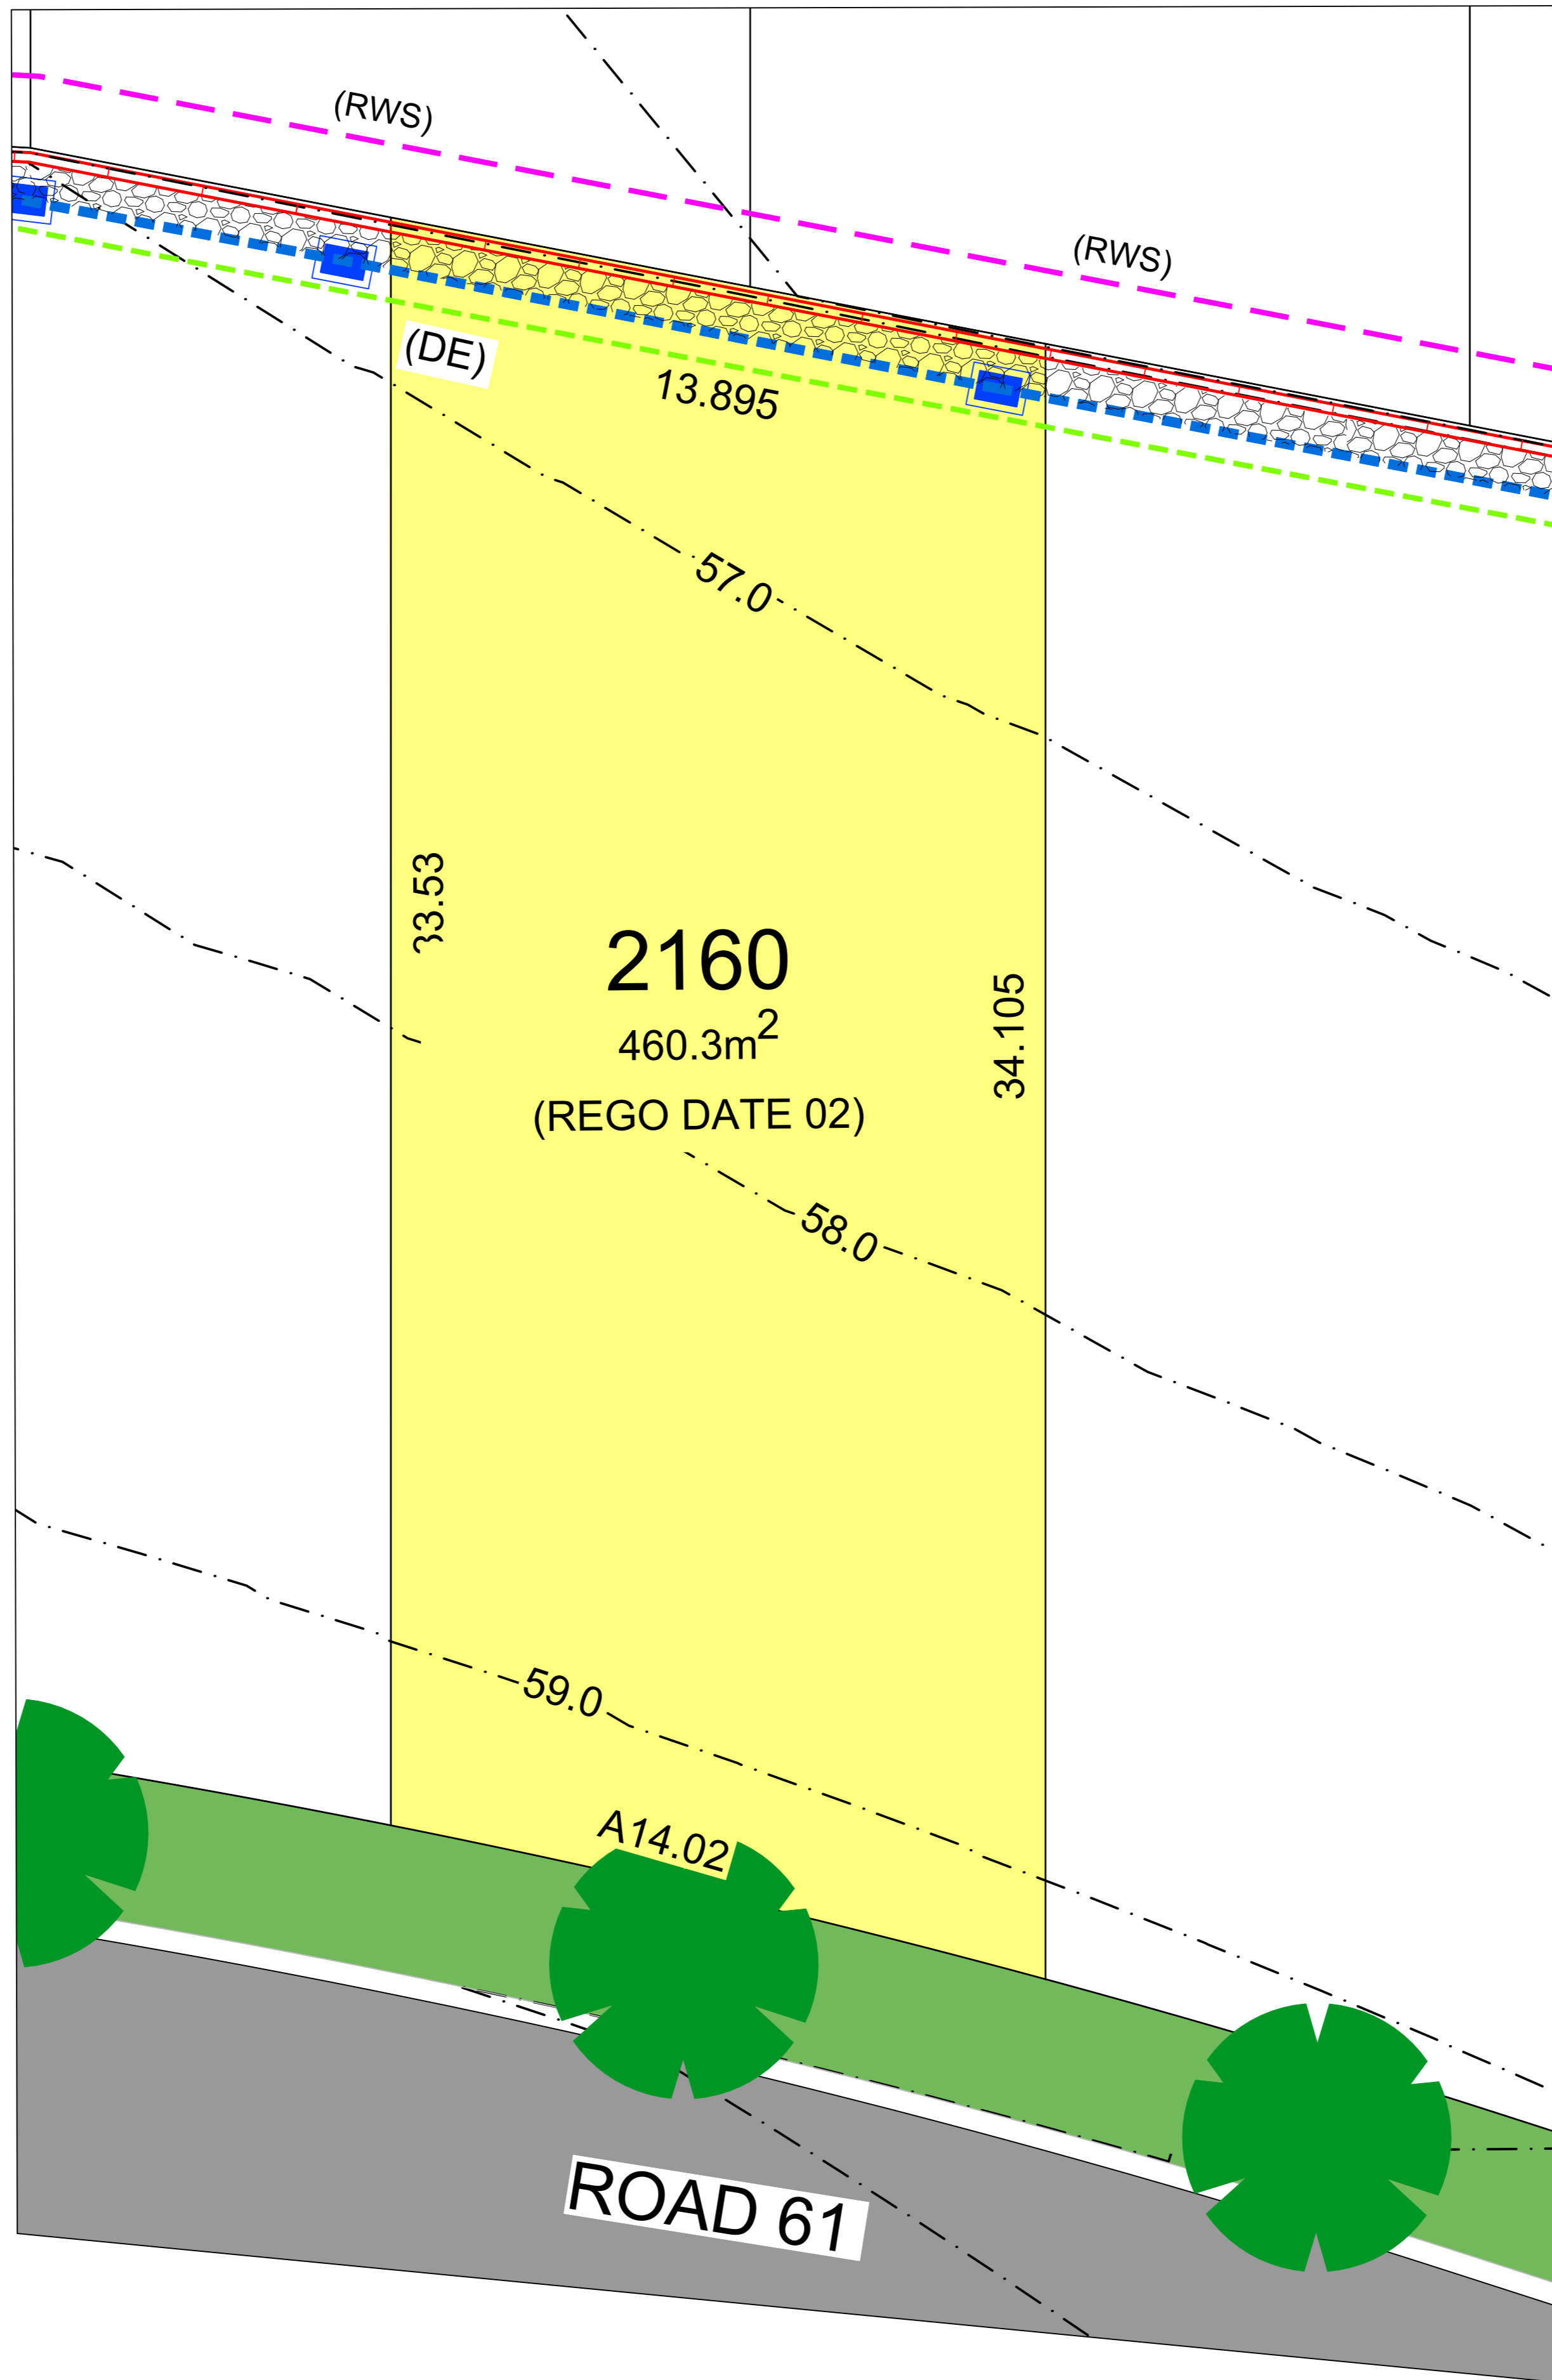 (RWS)
(RWS)
(DE)
13.895
57.0
33.53
2160
460.3m²
34.105
(REGO DATE 02)
58.0
59.0
A14.02
ROAD 61